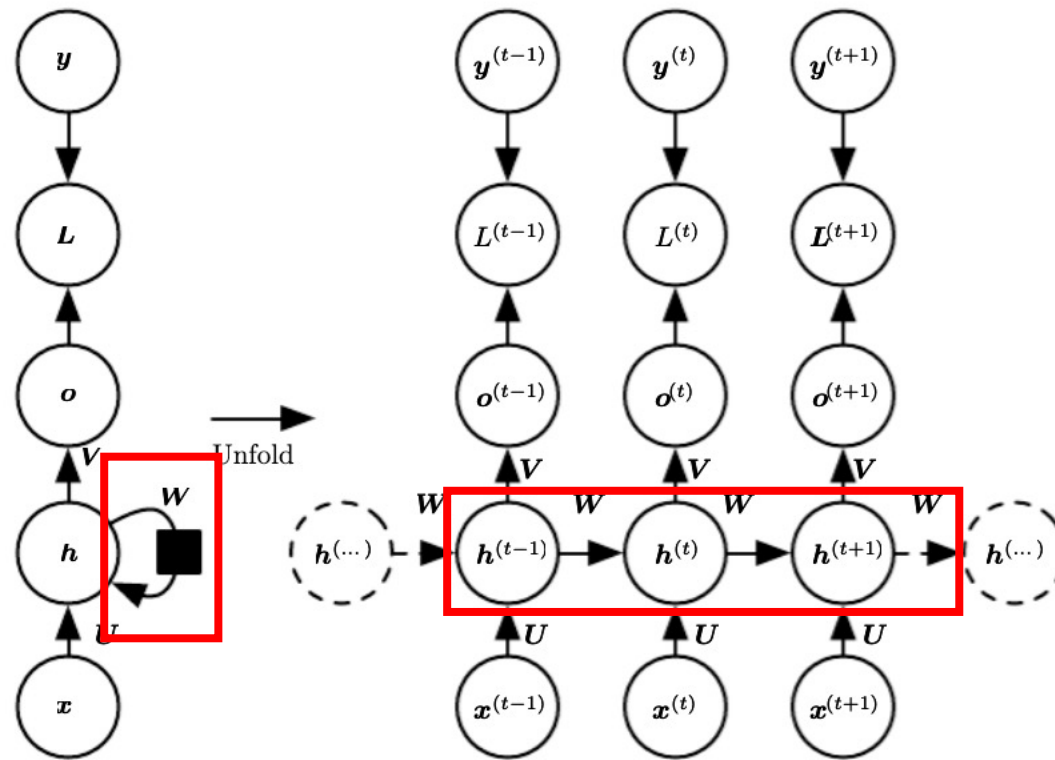 y y^(t−1) y^(t) y^(t+1)
L L^(t−1) L^(t) L^(t+1)
o o^(t−1) o^(t) o^(t+1)
Unfold
V V V V
W W W W W
h h^(...) h^(t−1) h^(t) h^(t+1) h^(...)
U U U U
x x^(t−1) x^(t) x^(t+1)